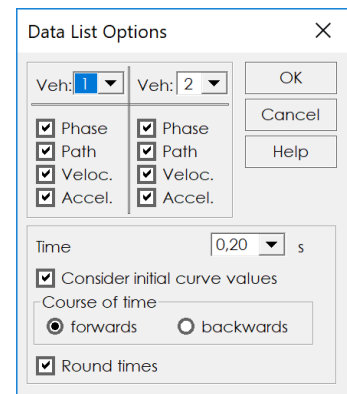 Data List Options
Veh: 1 Veh: 2 OK
Cancel
Phase Phase
Path Path Help
Veloc. Veloc.
Accel. Accel.
Time 0,20 s
Consider initial curve values
Course of time
forwards backwards
Round times